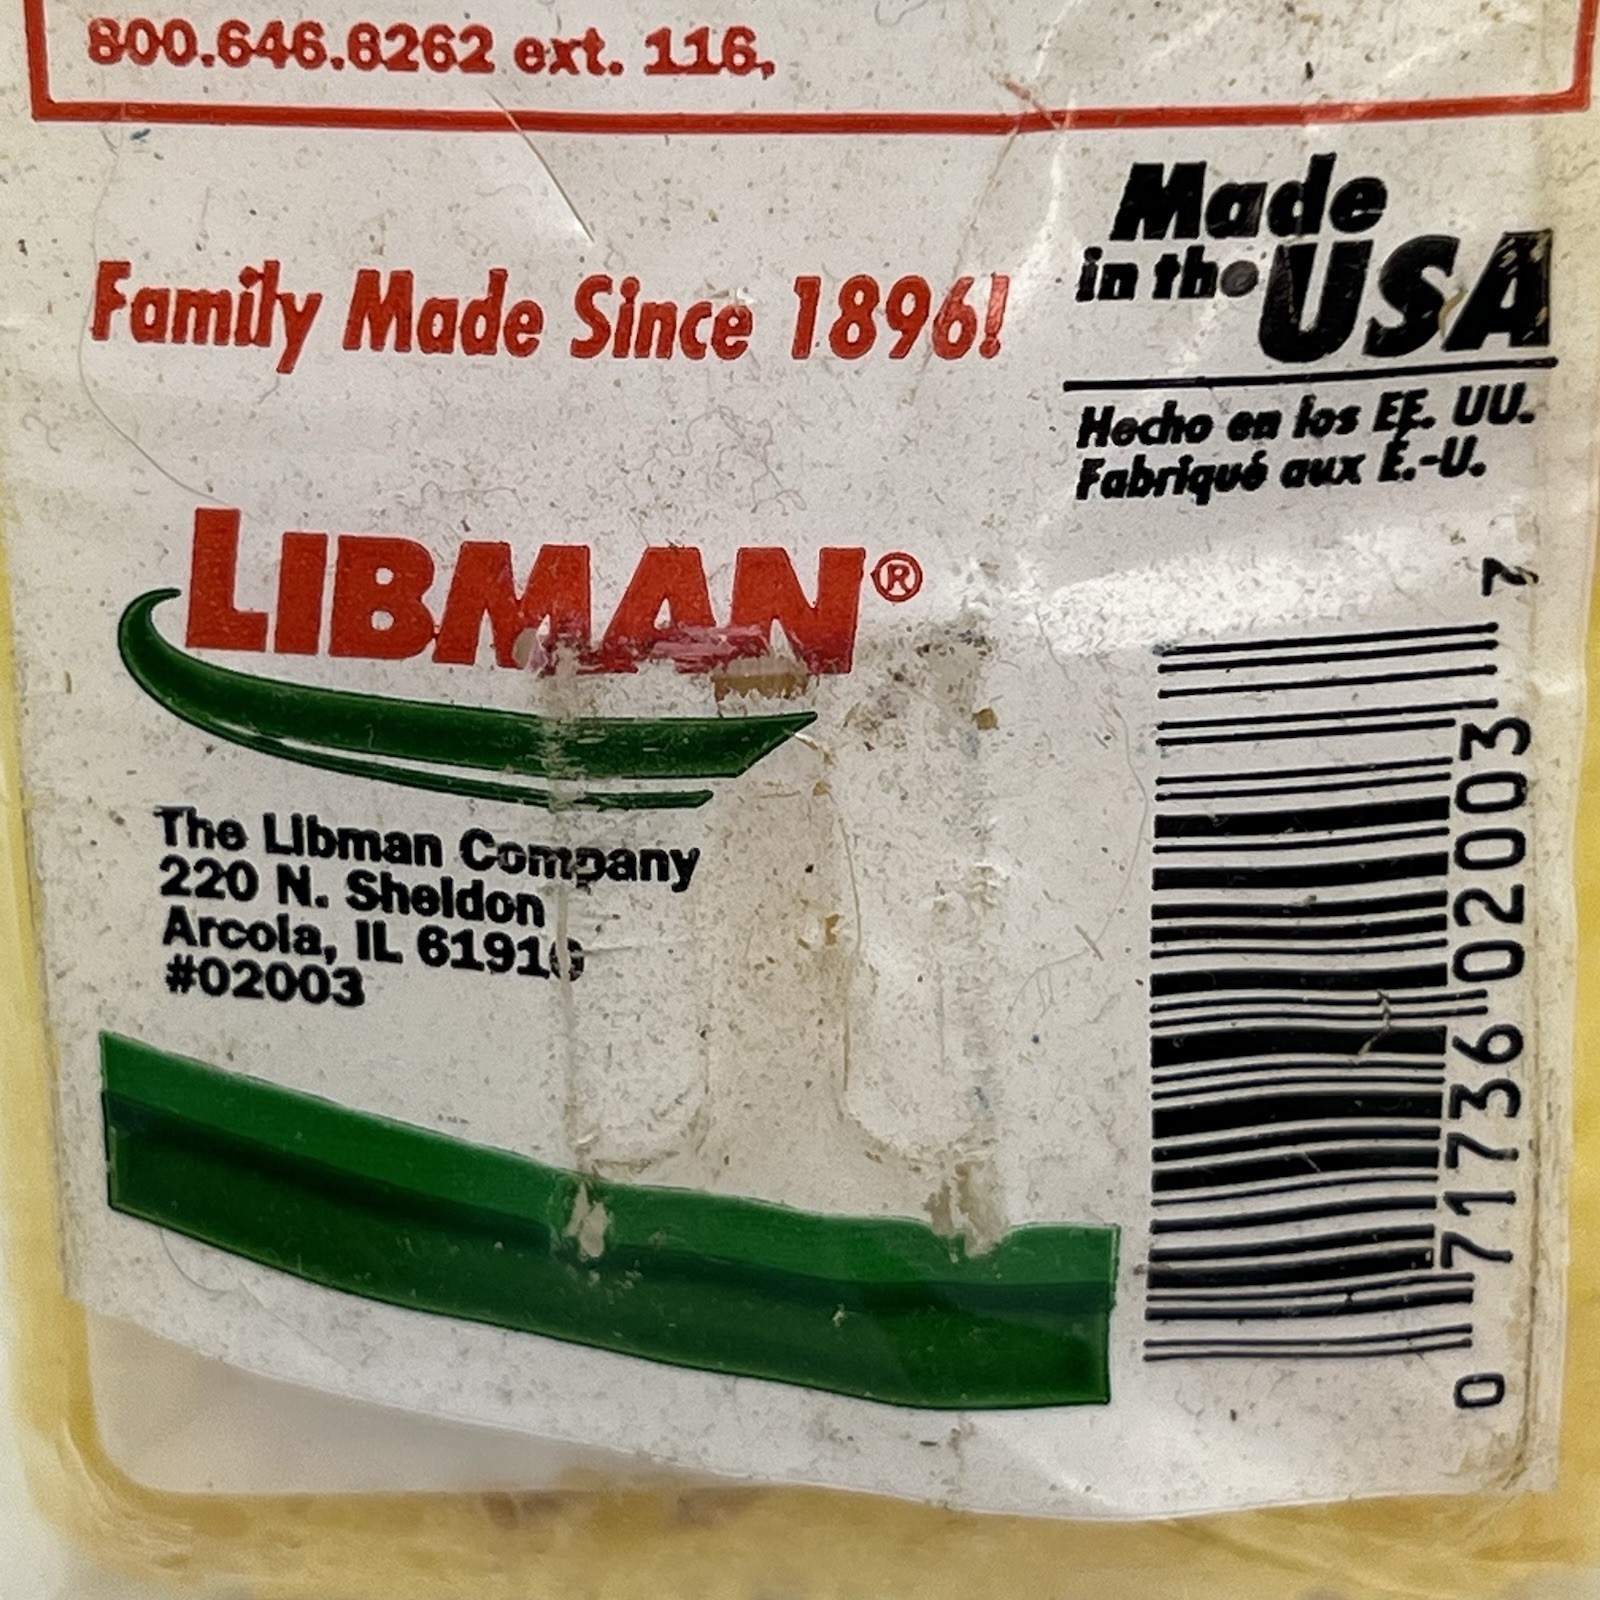 800.646.6262 ext. 116,
Family Made Since 1896!
Made
in the USA
Hecho en los EE. UU.
Fabriqué aux É.-U.
LIBMAN®
The Libman Company
220 N. Sheldon
Arcola, IL 61910
#02003
0 71736 02003 7